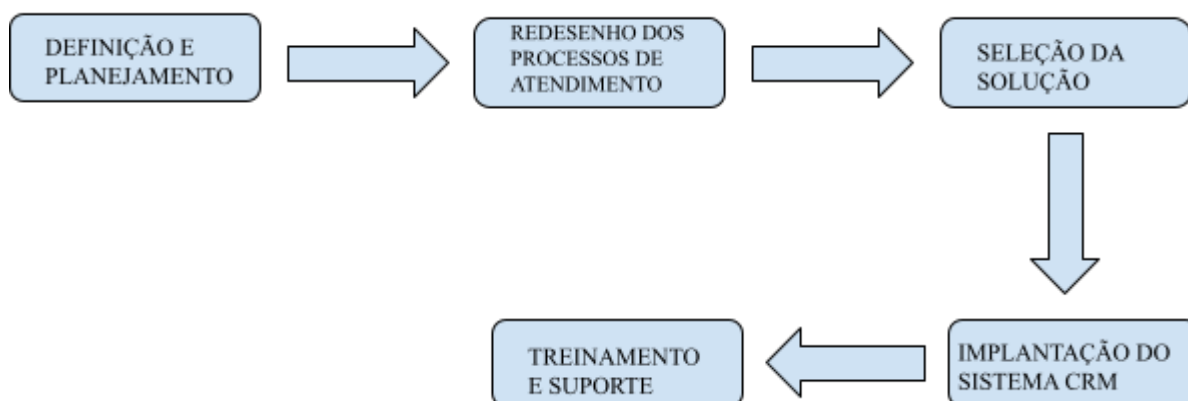 DEFINIÇÃO E
PLANEJAMENTO
REDESENHO DOS
PROCESSOS DE
ATENDIMENTO
SELEÇÃO DA
SOLUÇÃO
IMPLANTAÇÃO DO
SISTEMA CRM
TREINAMENTO
E SUPORTE